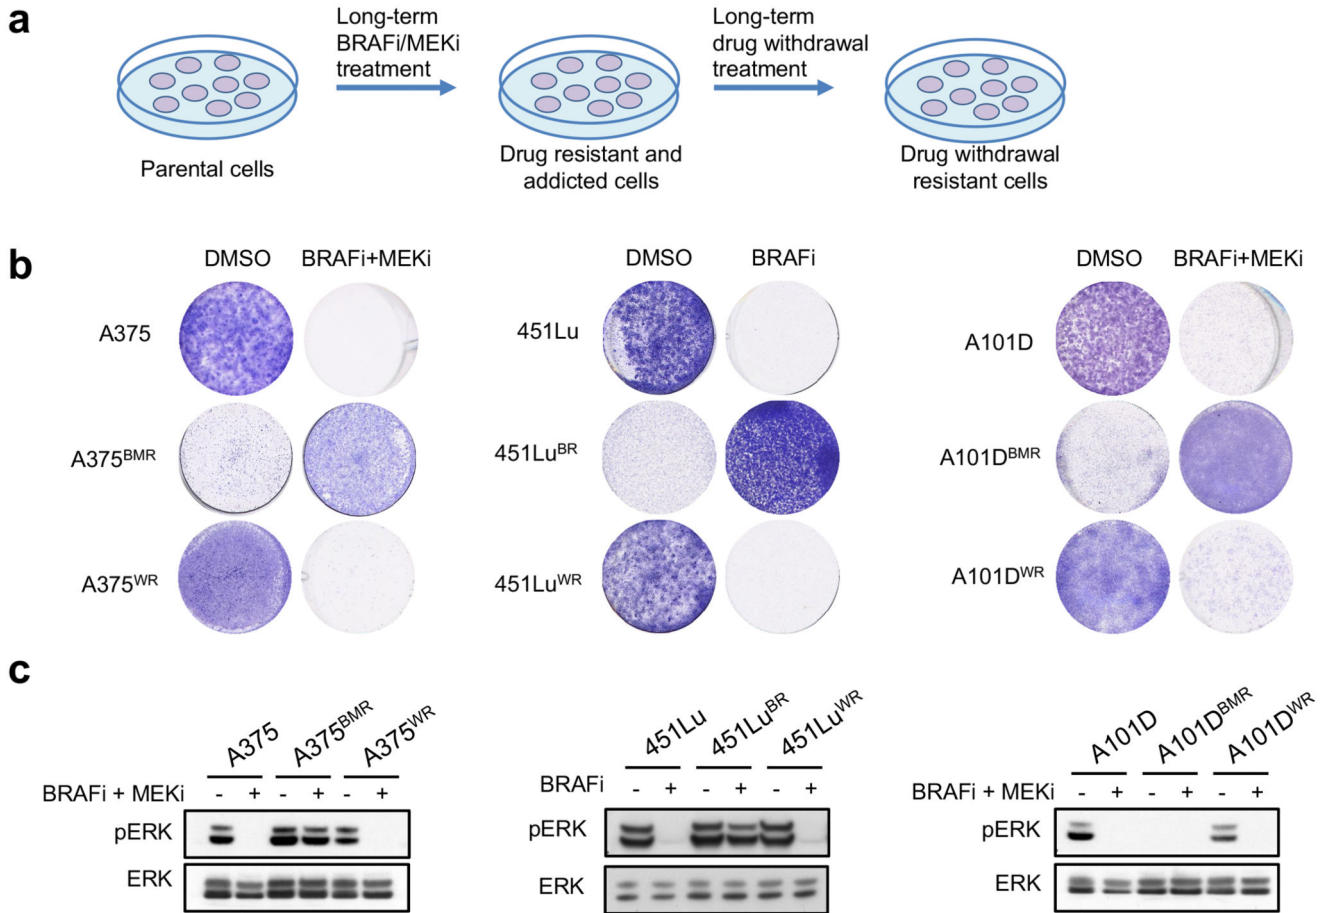 a
Long-term
BRAFi/MEKi
treatment
Long-term
drug withdrawal
treatment
Parental cells
Drug resistant and
addicted cells
Drug withdrawal
resistant cells
b
DMSO BRAFi+MEKi
A375
A375BMR
A375WR
DMSO BRAFi
451Lu
451LuBR
451LuWR
DMSO BRAFi+MEKi
A101D
A101DBMR
A101DWR
c
A375 A375BMR A375WR
BRAFi + MEKi - + - + - +
pERK
ERK
451Lu 451LuBR 451LuWR
BRAFi - + - + - +
pERK
ERK
A101D A101DBMR A101DWR
BRAFi + MEKi - + - + - +
pERK
ERK